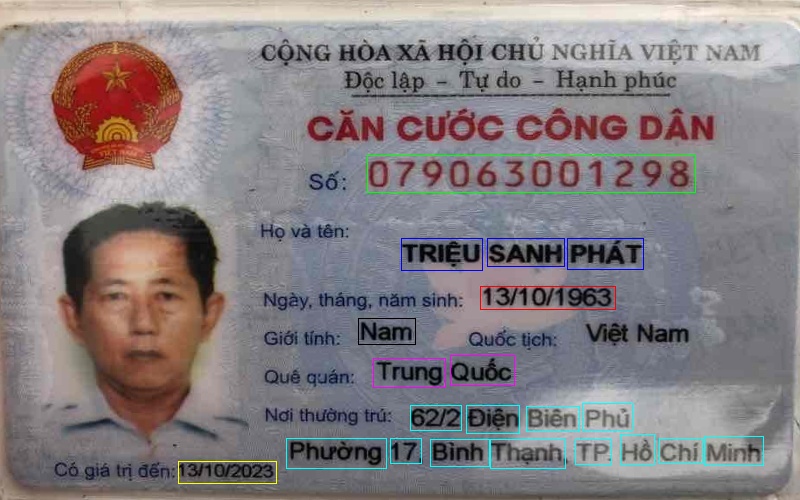 CỘNG HÒA XÃ HỘI CHỦ NGHĨA VIỆT NAM
Độc lập - Tự do - Hạnh phúc
CĂN CƯỚC CÔNG DÂN
Số: 079063001298
Họ và tên:
TRIỆU SANH PHÁT
Ngày, tháng, năm sinh: 13/10/1963
Giới tính: Nam Quốc tịch: Việt Nam
Quê quán: Trung Quốc
Nơi thường trú: 62/2 Điện Biên Phủ
Phường 17, Bình Thạnh, TP. Hồ Chí Minh
Có giá trị đến: 13/10/2023